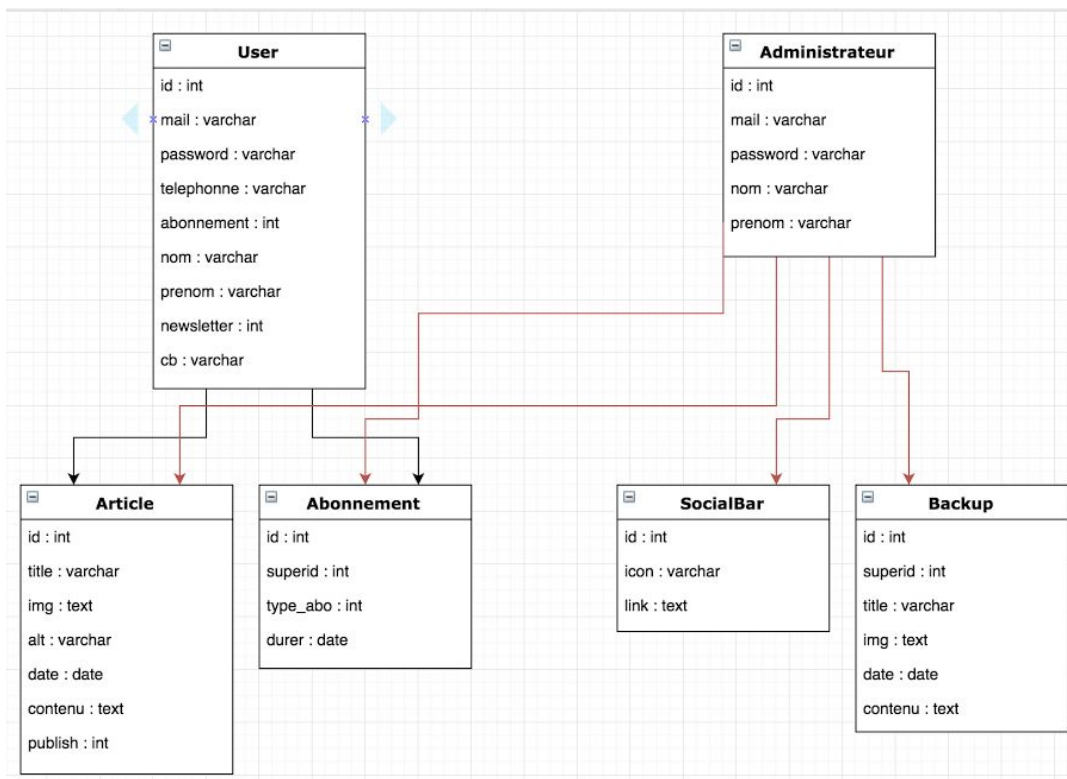 User
id : int
mail : varchar
password : varchar
telephonne : varchar
abonnement : int
nom : varchar
prenom : varchar
newsletter : int
cb : varchar
Administrateur
id : int
mail : varchar
password : varchar
nom : varchar
prenom : varchar
Article
id : int
title : varchar
img : text
alt : varchar
date : date
contenu : text
publish : int
Abonnement
id : int
superid : int
type_abo : int
durer : date
SocialBar
id : int
icon : varchar
link : text
Backup
id : int
superid : int
title : varchar
img : text
date : date
contenu : text